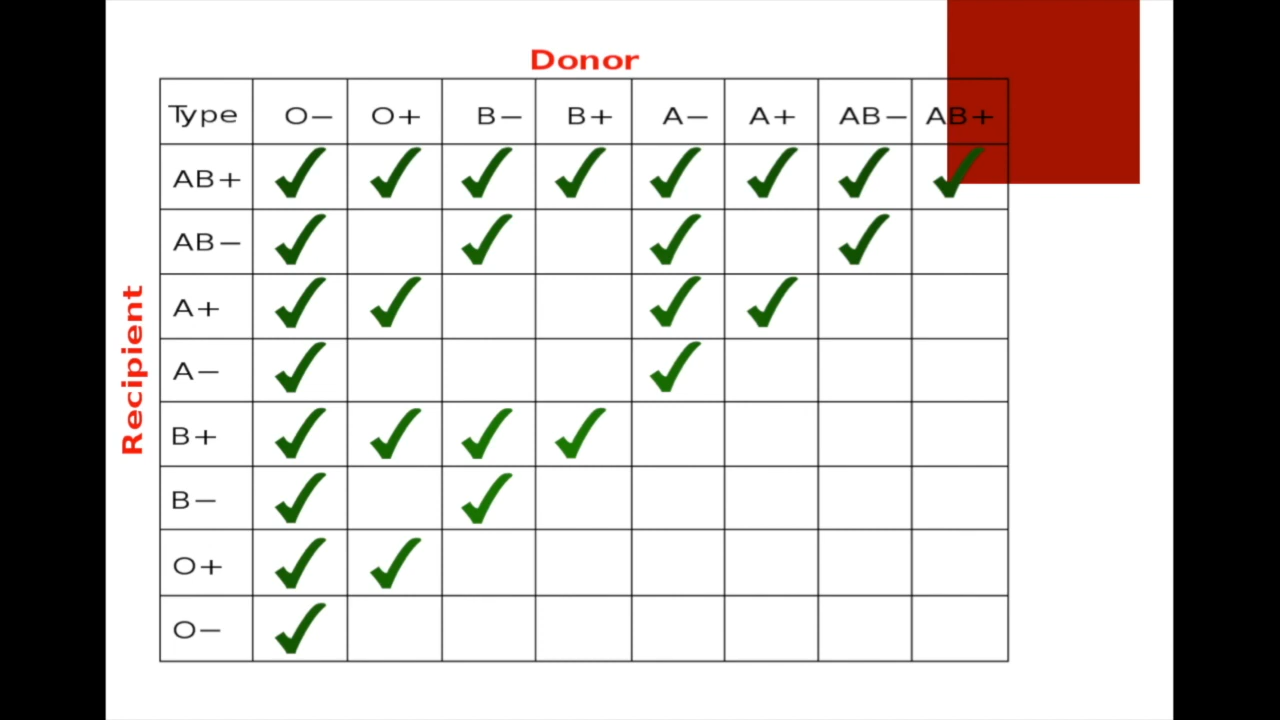 Donor
Type O− O+ B− B+ A− A+ AB− AB+
AB+ ✓ ✓ ✓ ✓ ✓ ✓ ✓ ✓
AB− ✓ ✓ ✓ ✓
A+ ✓ ✓ ✓ ✓
A− ✓ ✓
B+ ✓ ✓ ✓ ✓
B− ✓ ✓
O+ ✓ ✓
O− ✓
Recipient